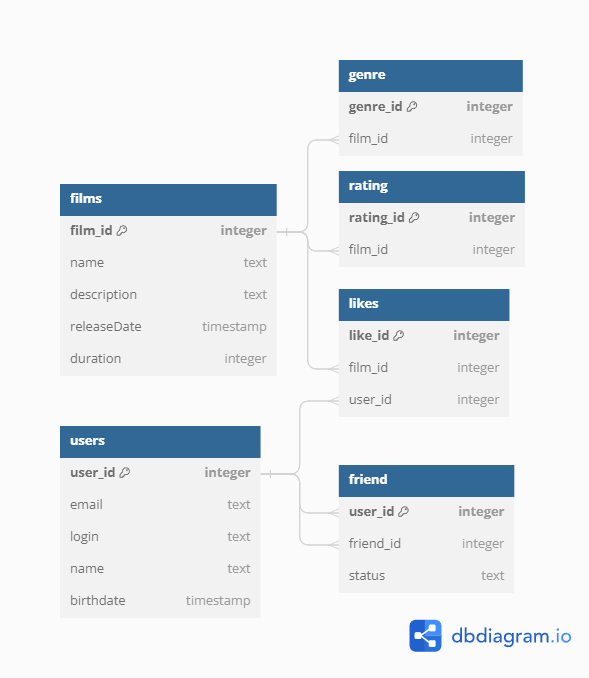 films
film_id integer
name text
description text
releaseDate timestamp
duration integer
users
user_id integer
email text
login text
name text
birthdate timestamp
genre
genre_id integer
film_id integer
rating
rating_id integer
film_id integer
likes
like_id integer
film_id integer
user_id integer
friend
user_id integer
friend_id integer
status text
dbdiagram.io